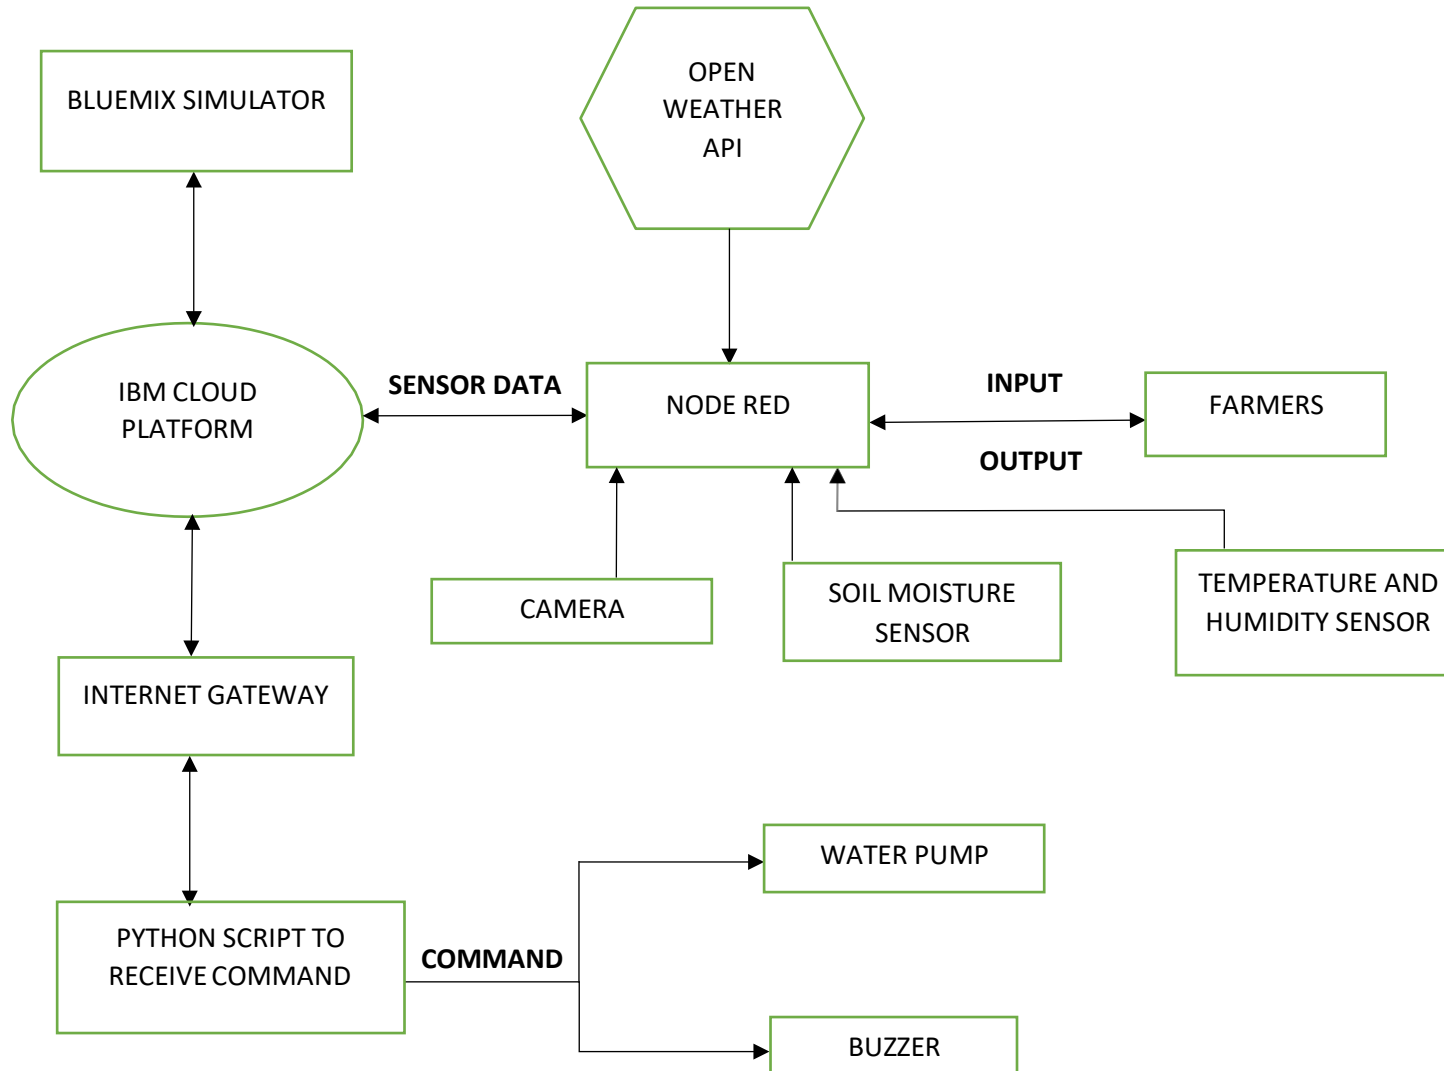 BLUEMIX SIMULATOR
OPEN
WEATHER
API
IBM CLOUD
PLATFORM
SENSOR DATA
NODE RED
INPUT
OUTPUT
FARMERS
CAMERA
SOIL MOISTURE
SENSOR
TEMPERATURE AND
HUMIDITY SENSOR
INTERNET GATEWAY
WATER PUMP
PYTHON SCRIPT TO
RECEIVE COMMAND
COMMAND
BUZZER